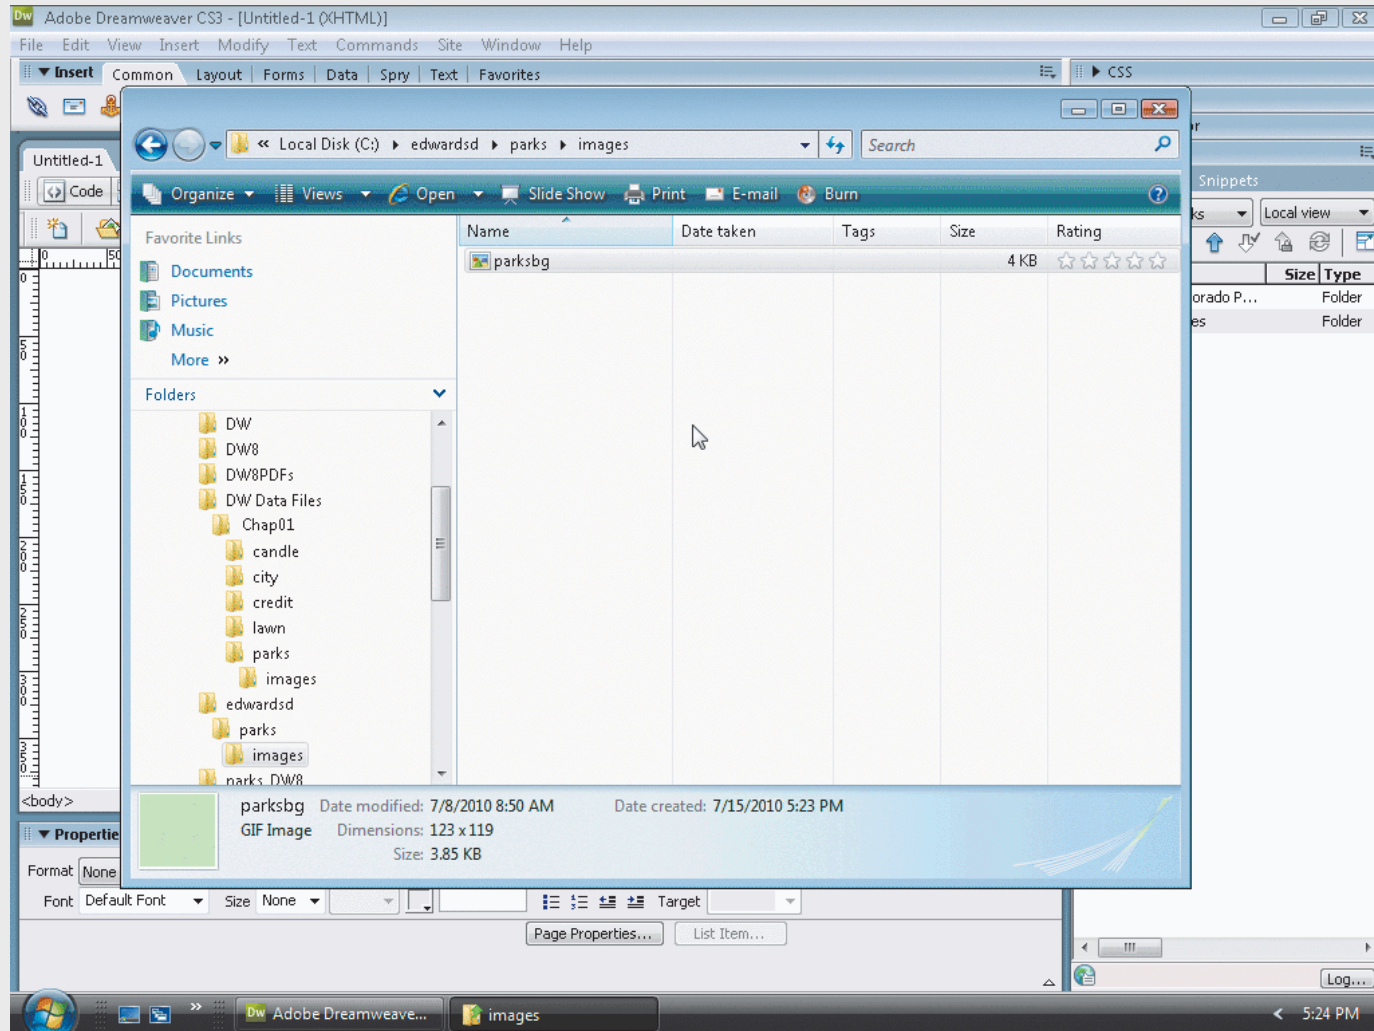 Dw Adobe Dreamweaver CS3 - [Untitled-1 (XHTML)]
File Edit View Insert Modify Text Commands Site Window Help
▼ Insert Common Layout Forms Data Spry Text Favorites
▶ CSS
Untitled-1
Code
« Local Disk (C:) ▸ edwardsd ▸ parks ▸ images
Search
Organize Views Open Slide Show Print E-mail Burn
Snippets
Local view
Size Type
orado P... Folder
es Folder
Favorite Links
Documents
Pictures
Music
More »
Folders
DW
DW8
DW8PDFs
DW Data Files
Chap01
candle
city
credit
lawn
parks
images
edwardsd
parks
images
parks_DW8
Name Date taken Tags Size Rating
parksbg 4 KB
parksbg Date modified: 7/8/2010 8:50 AM Date created: 7/15/2010 5:23 PM
GIF Image Dimensions: 123 x 119
Size: 3.85 KB
<body>
▼ Propertie
Format None
Font Default Font Size None Target
Page Properties... List Item...
Log...
Dw Adobe Dreamweave... images 5:24 PM